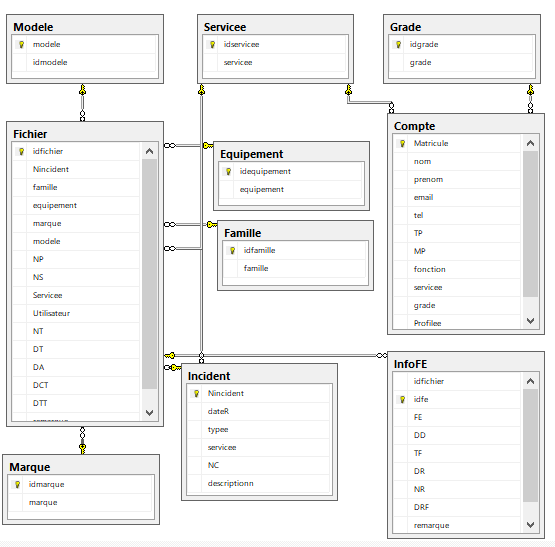 Modele
modele
idmodele
Servicee
idservicee
servicee
Grade
idgrade
grade
Fichier
idfichier
Nincident
famille
equipement
marque
modele
NP
NS
Servicee
Utilisateur
NT
DT
DA
DCT
DTT
Equipement
idequipement
equipement
Famille
idfamille
famille
Compte
Matricule
nom
prenom
email
tel
TP
MP
fonction
servicee
grade
Profilee
Incident
Nincident
dateR
typee
servicee
NC
descriptionn
InfoFE
idfichier
idfe
FE
DD
TF
DR
NR
DRF
remarque
Marque
idmarque
marque